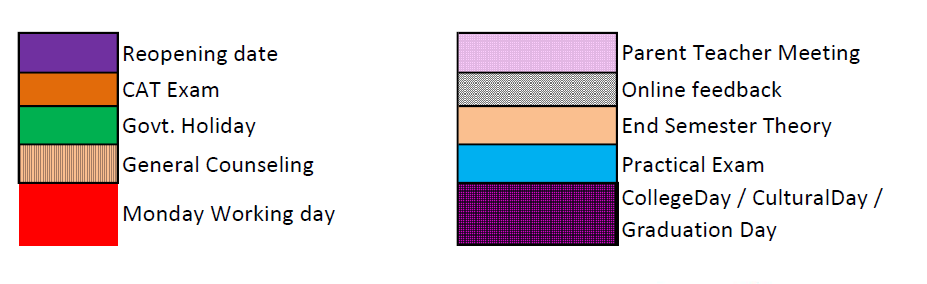 Reopening date
CAT Exam
Govt. Holiday
General Counseling
Monday Working day
Parent Teacher Meeting
Online feedback
End Semester Theory
Practical Exam
CollegeDay / CulturalDay /
Graduation Day